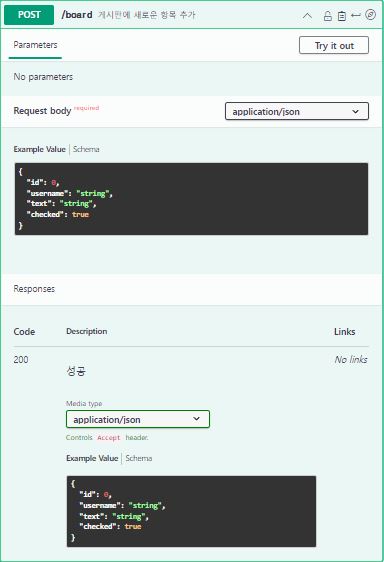 POST /board 게시판에 새로운 항목 추가
Parameters Try it out
No parameters
Request body required application/json
Example Value | Schema
{
  "id": 0,
  "username": "string",
  "text": "string",
  "checked": true
}
Responses
Code Description Links
200 성공 No links
Media type
application/json
Controls Accept header.
Example Value | Schema
{
  "id": 0,
  "username": "string",
  "text": "string",
  "checked": true
}